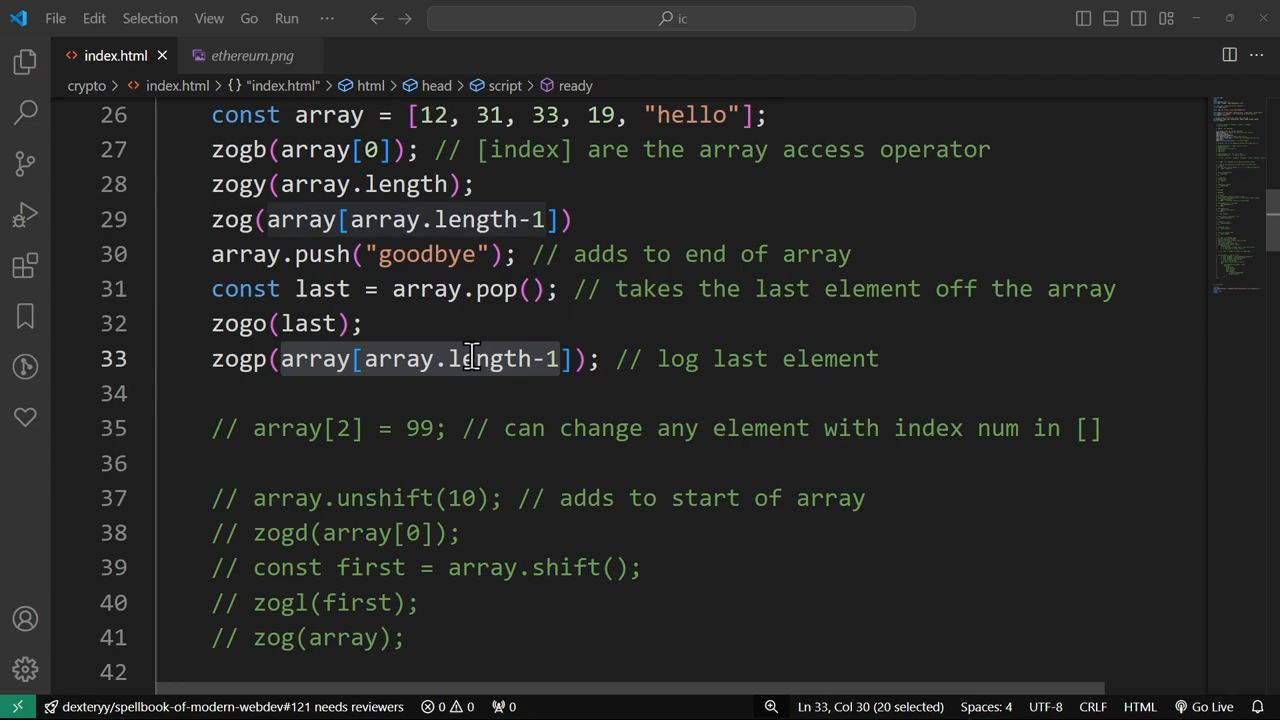 File Edit Selection View Go Run ··· ic
index.html ethereum.png
crypto > index.html > {} "index.html" > html > head > script > ready
26 const array = [12, 31, 33, 19, "hello"];
27 zogb(array[0]); // [index] are the array access operator
28 zogy(array.length);
29 zog(array[array.length-1])
30 array.push("goodbye"); // adds to end of array
31 const last = array.pop(); // takes the last element off the array
32 zogo(last);
33 zogp(array[array.length-1]); // log last element
34
35 // array[2] = 99; // can change any element with index num in []
36
37 // array.unshift(10); // adds to start of array
38 // zogd(array[0]);
39 // const first = array.shift();
40 // zogl(first);
41 // zog(array);
42
dexteryy/spellbook-of-modern-webdev#121 needs reviewers 0 0 0 Ln 33, Col 30 (20 selected) Spaces: 4 UTF-8 CRLF HTML Go Live